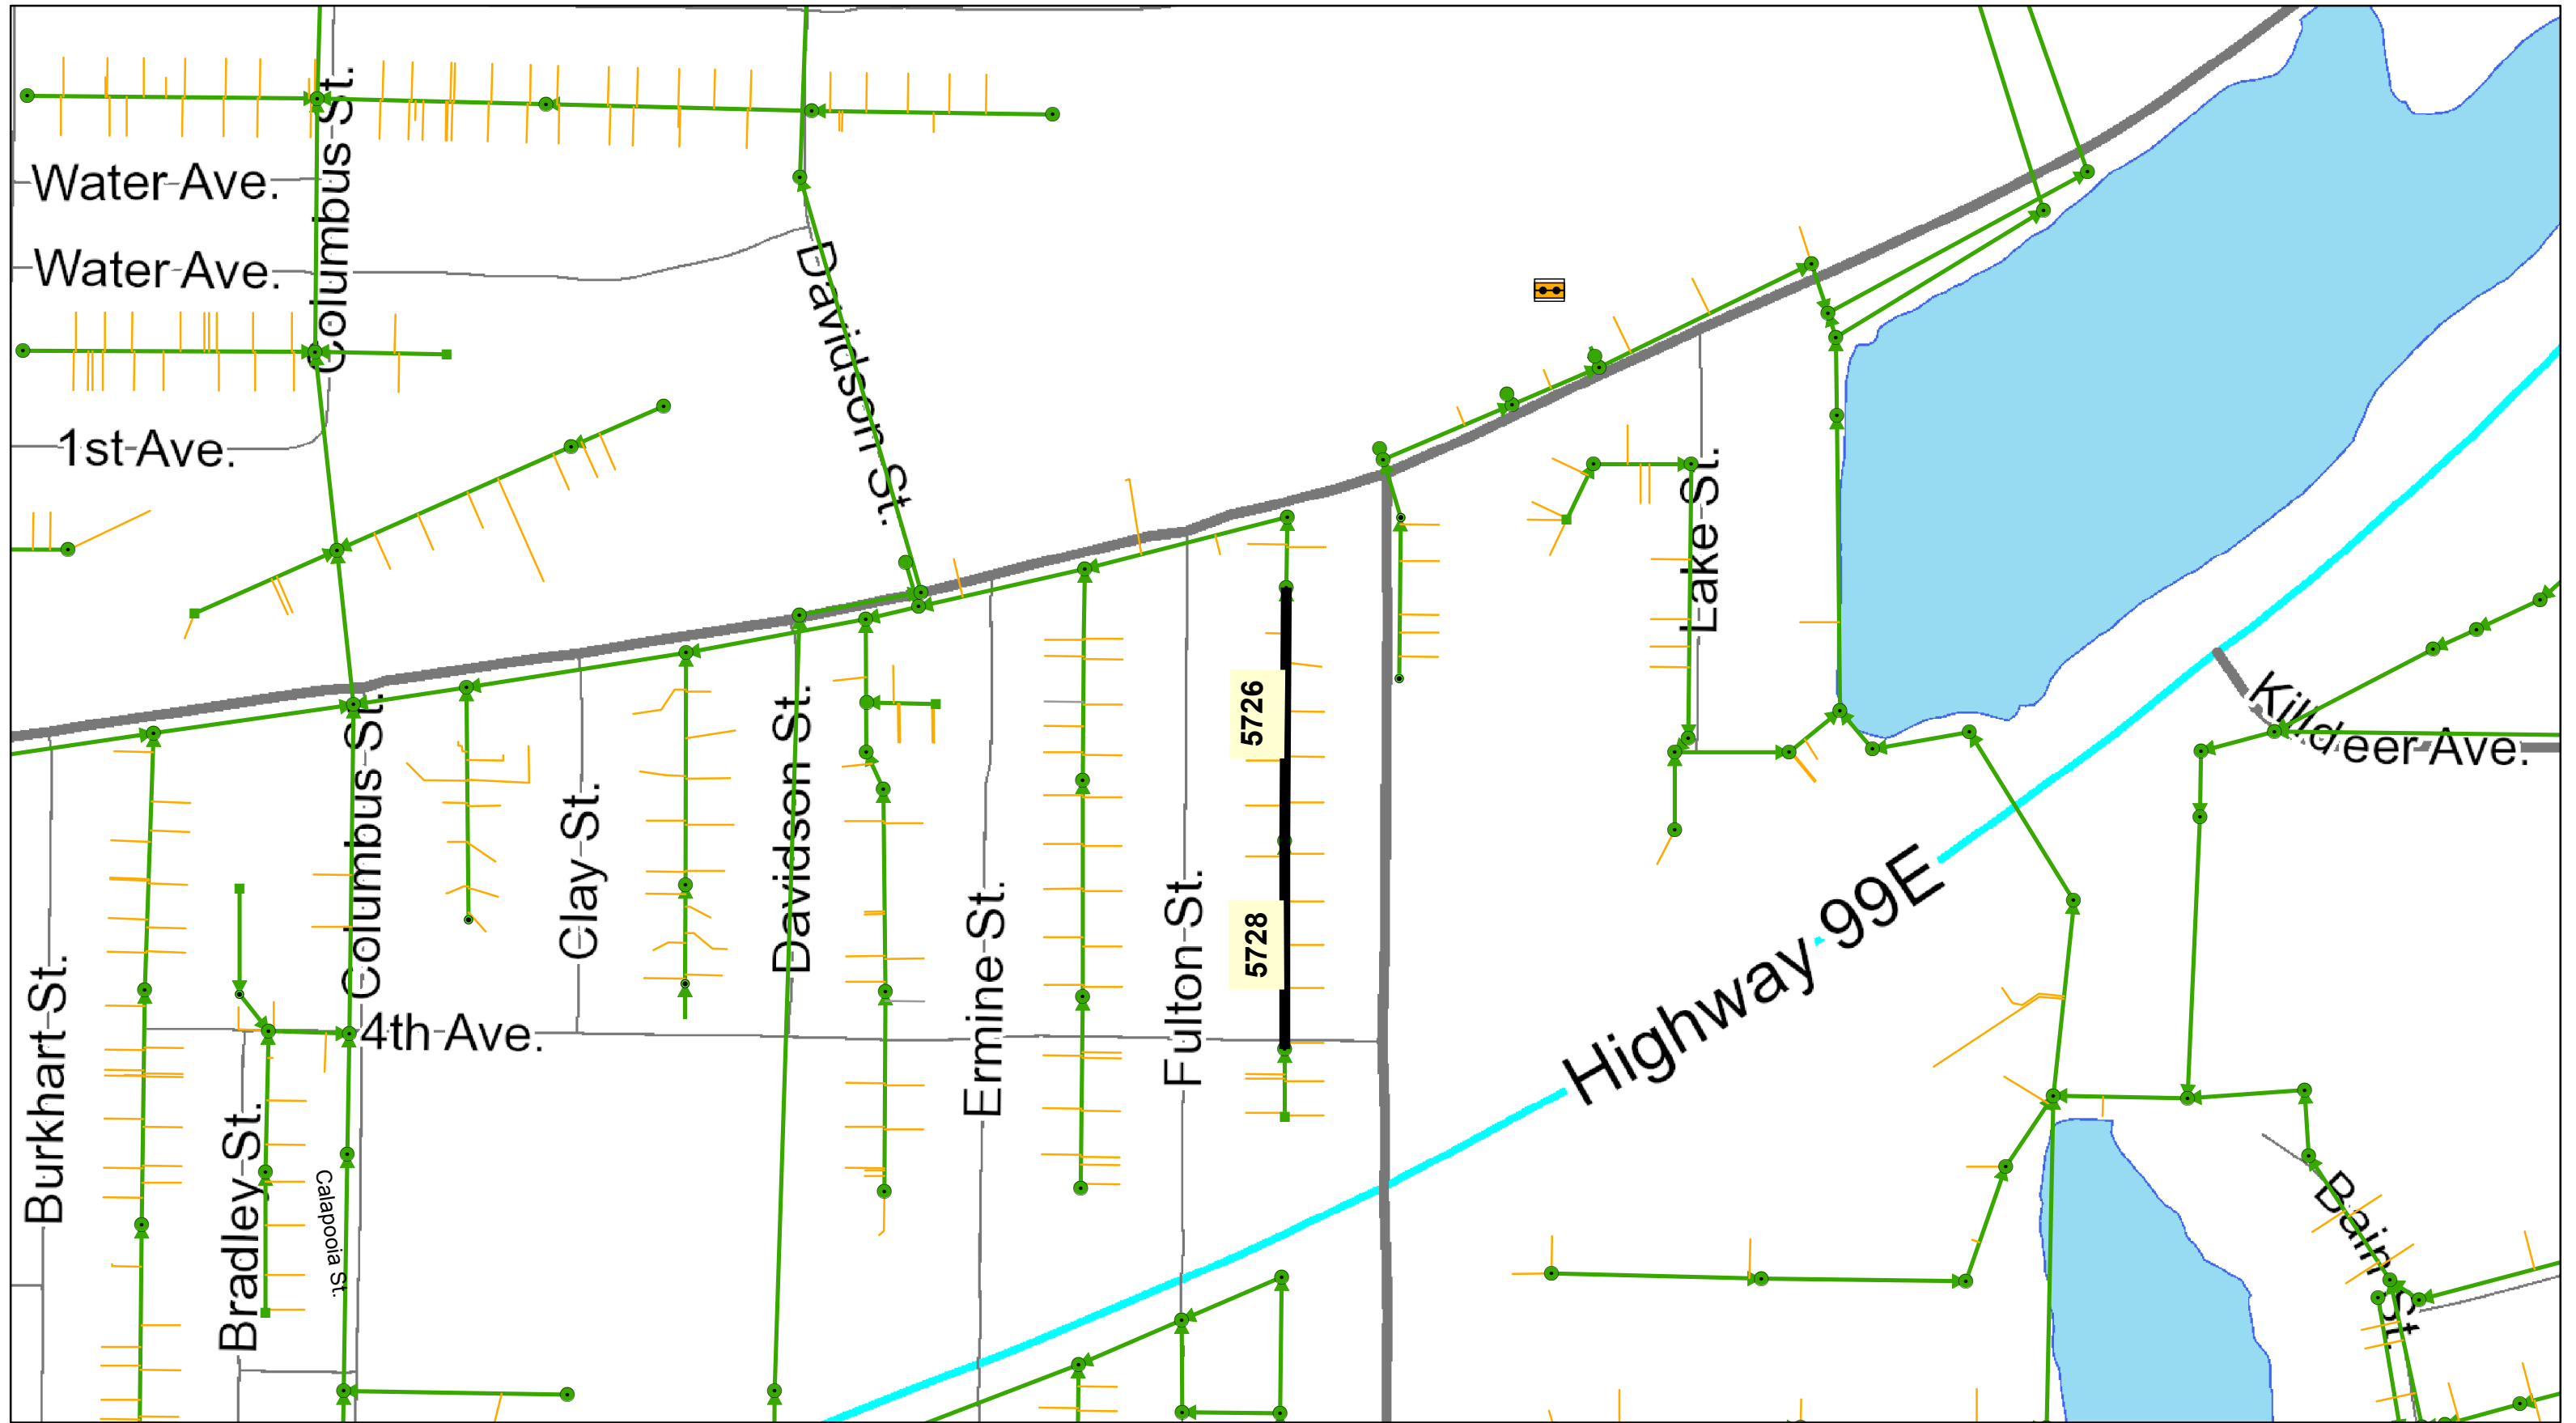 Columbus St.
Water Ave.
Water Ave.
Davidson St.
1st Ave.
Lake St.
Killdeer Ave.
5726
Columbus St.
Davidson St.
Clay St.
Highway 99E
Ermine St.
Fulton St.
5728
4th Ave.
Burkhart St.
Bradley St.
Calapooia St.
Bain St.